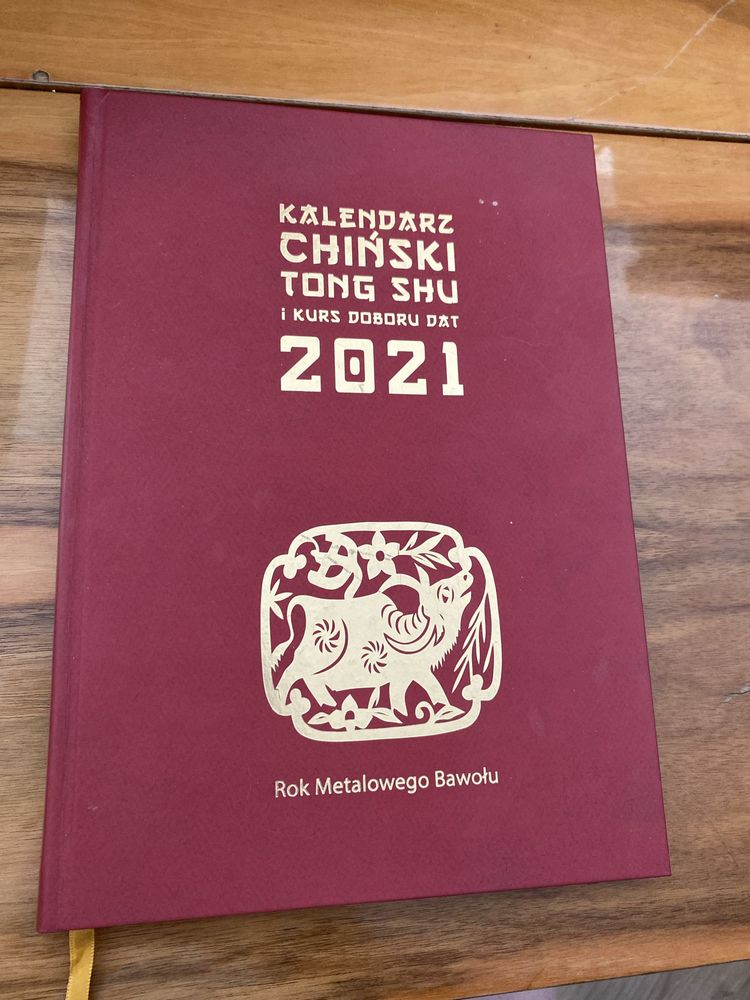 KALENDARZ
CHIŃSKI
TONG SHU
i KURS DOBORU DAT
2021
Rok Metalowego Bawołu